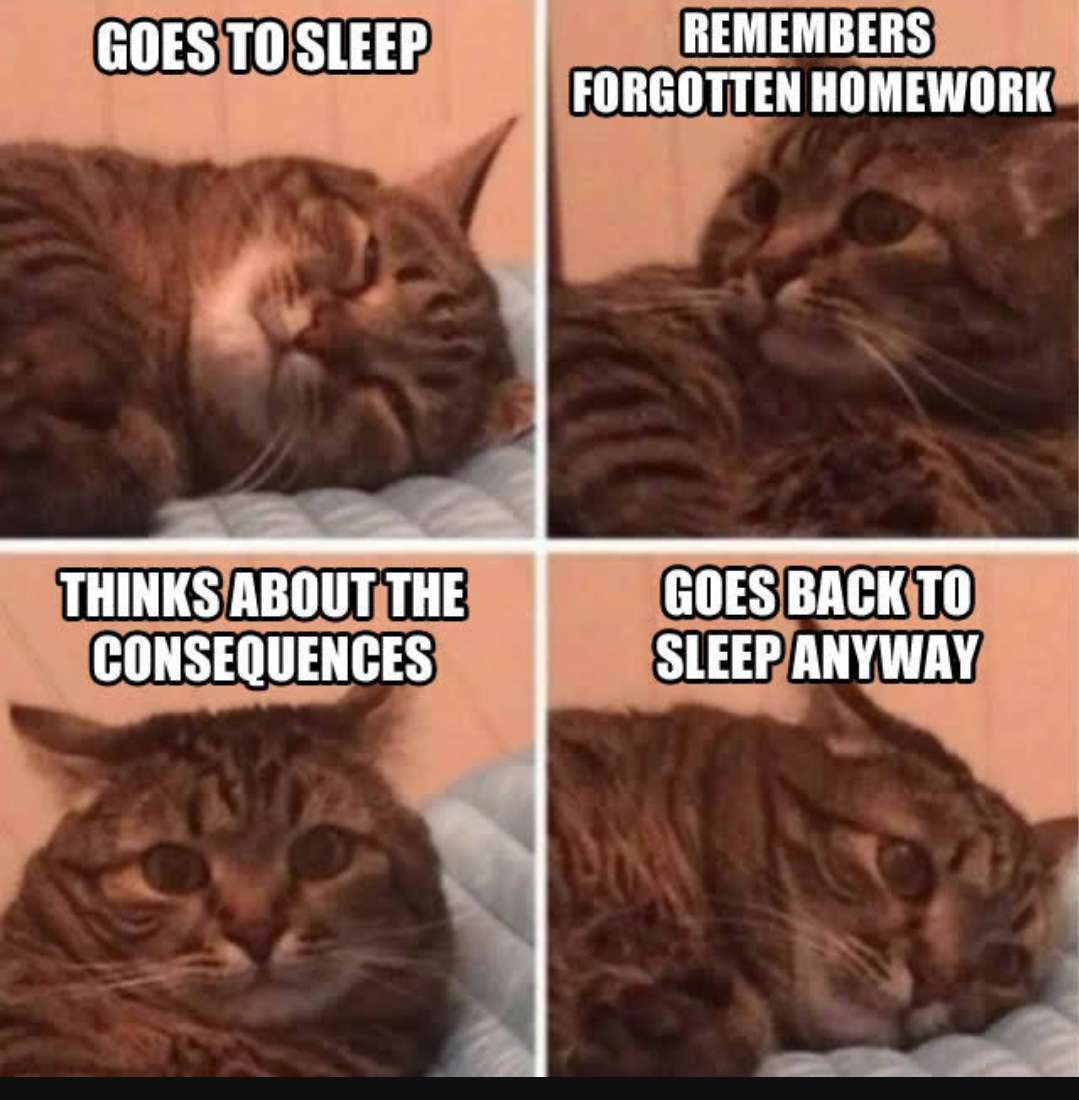 GOES TO SLEEP
REMEMBERS
FORGOTTEN HOMEWORK
THINKS ABOUT THE
CONSEQUENCES
GOES BACK TO
SLEEP ANYWAY